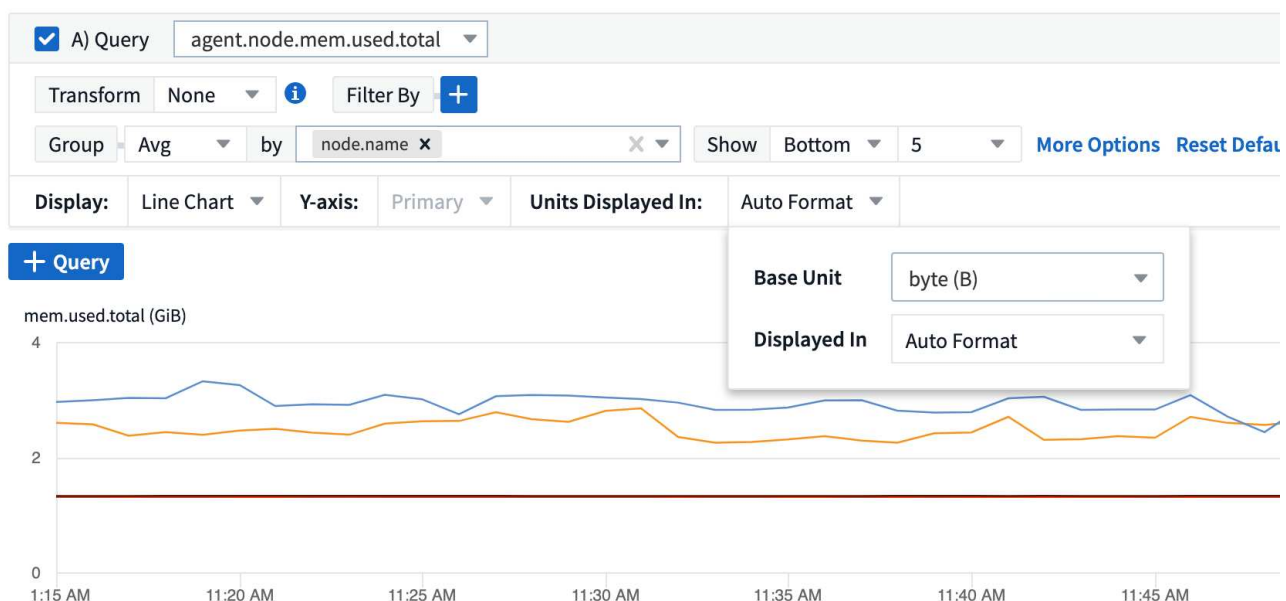 A) Query agent.node.mem.used.total
Transform None Filter By +
Group Avg by node.name × Show Bottom 5 More Options Reset Defau
Display: Line Chart Y-axis: Primary Units Displayed In: Auto Format
+ Query
Base Unit byte (B)
Displayed In Auto Format
mem.used.total (GiB)
4
2
0
1:15 AM 11:20 AM 11:25 AM 11:30 AM 11:35 AM 11:40 AM 11:45 AM